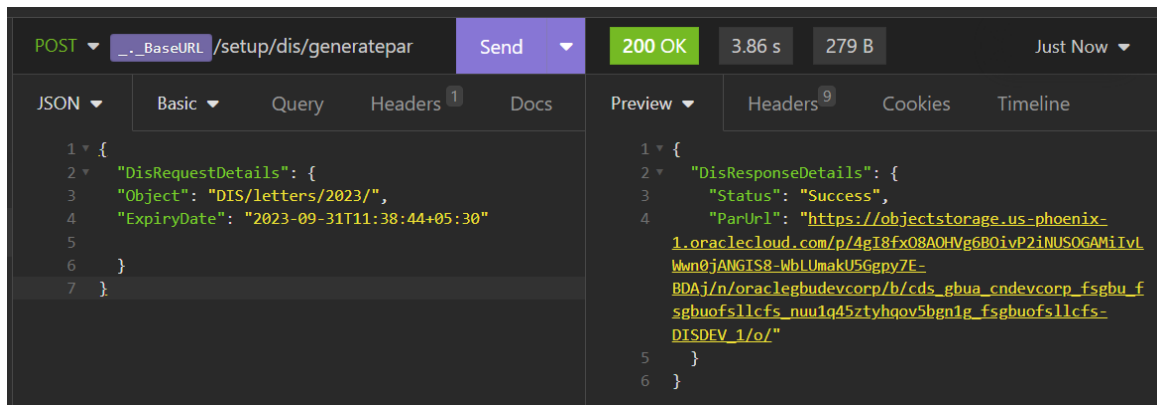 POST _._BaseURL /setup/dis/generatepar Send 200 OK 3.86 s 279 B Just Now
JSON Basic Query Headers 1 Docs Preview Headers 9 Cookies Timeline
1 {
2 "DisRequestDetails": {
3 "Object": "DIS/letters/2023/",
4 "ExpiryDate": "2023-09-31T11:38:44+05:30"
5
6 }
7 }
1 {
2 "DisResponseDetails": {
3 "Status": "Success",
4 "ParUrl": "https://objectstorage.us-phoenix-
1.oraclecloud.com/p/4gI8fxO8AOHVg6BOivP2iNUSOGAMiIvL
Wwn0jANGIS8-WbLUmakU5Ggpy7E-
BDAj/n/oraclegbudevcorp/b/cds_gbua_cndevcorp_fsgbu_f
sgbuofsllcfs_nuu1q45ztyhqov5bgn1g_fsgbuofsllcfs-
DISDEV_1/o/"
5 }
6 }